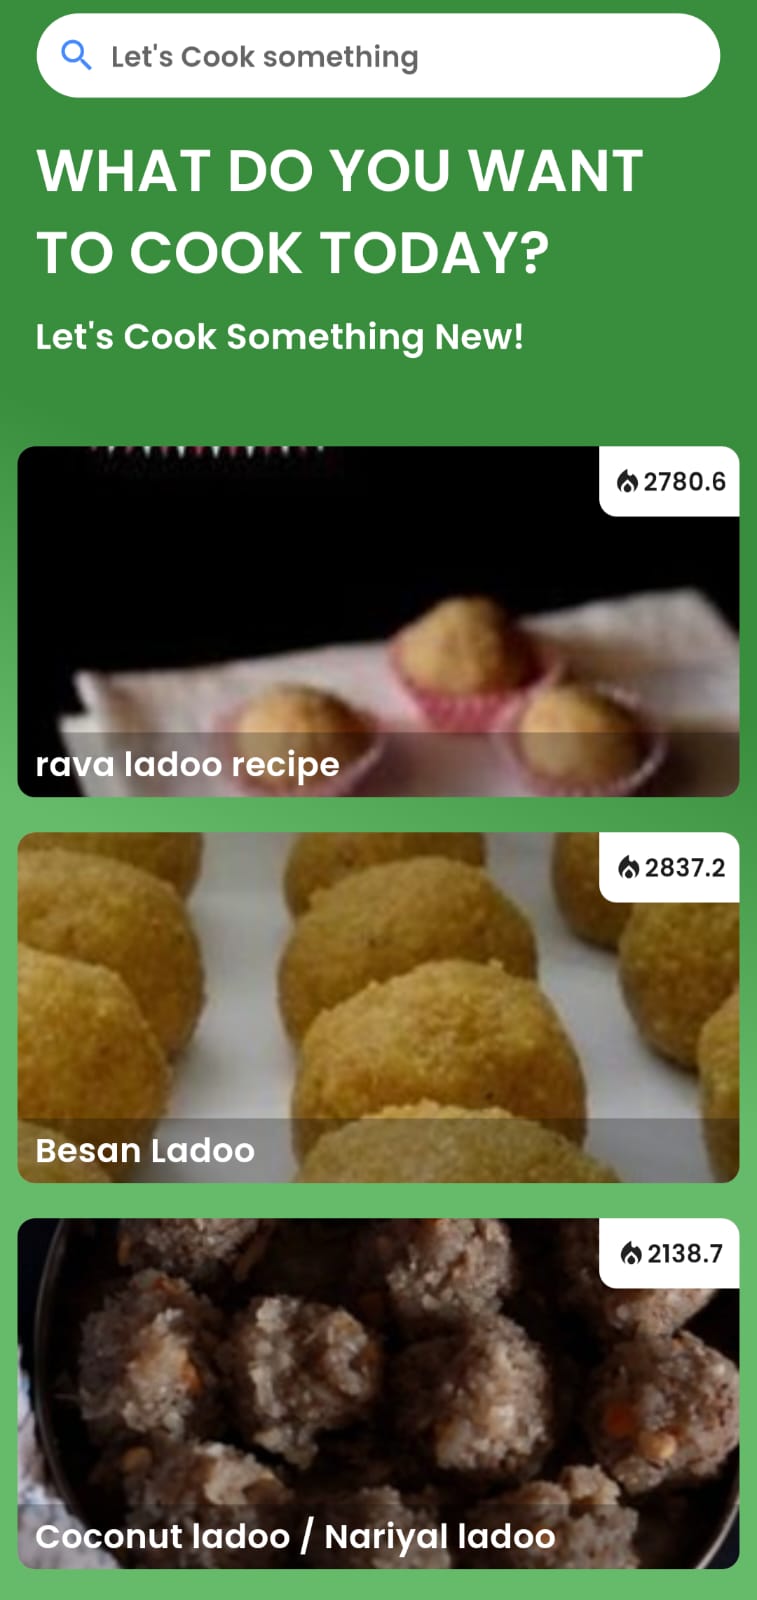 Let's Cook something
WHAT DO YOU WANT
TO COOK TODAY?
Let's Cook Something New!
2780.6
rava ladoo recipe
2837.2
Besan Ladoo
2138.7
Coconut ladoo / Nariyal ladoo